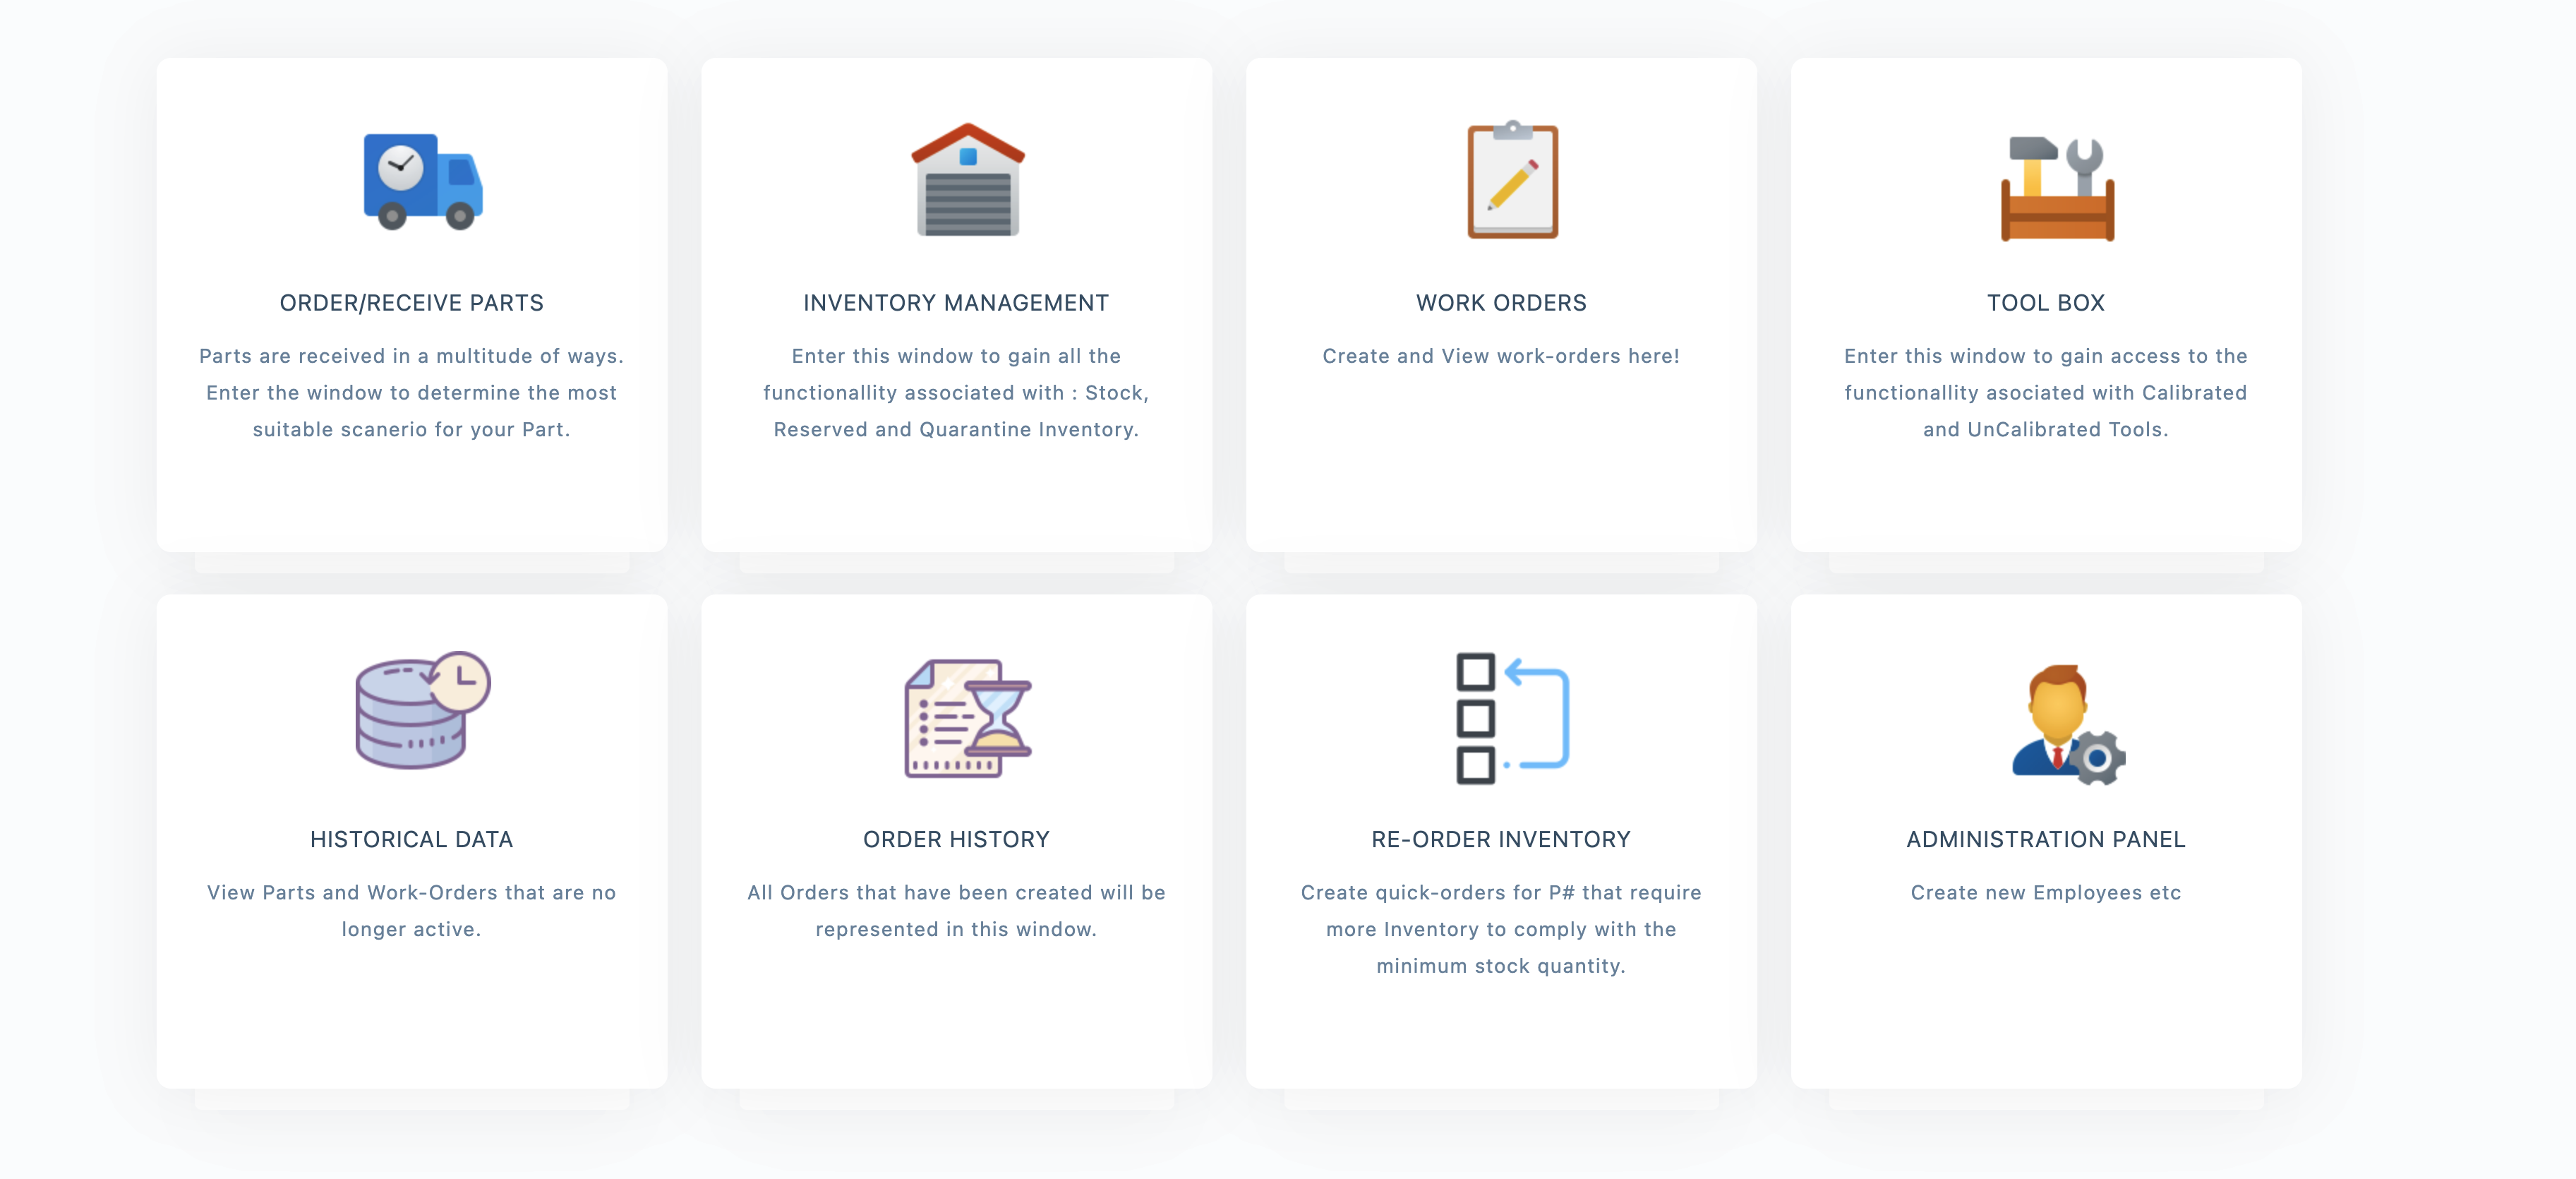 ORDER/RECEIVE PARTS
Parts are received in a multitude of ways.
Enter the window to determine the most
suitable scanerio for your Part.
INVENTORY MANAGEMENT
Enter this window to gain all the
functionallity associated with : Stock,
Reserved and Quarantine Inventory.
WORK ORDERS
Create and View work-orders here!
TOOL BOX
Enter this window to gain access to the
functionallity asociated with Calibrated
and UnCalibrated Tools.
HISTORICAL DATA
View Parts and Work-Orders that are no
longer active.
ORDER HISTORY
All Orders that have been created will be
represented in this window.
RE-ORDER INVENTORY
Create quick-orders for P# that require
more Inventory to comply with the
minimum stock quantity.
ADMINISTRATION PANEL
Create new Employees etc